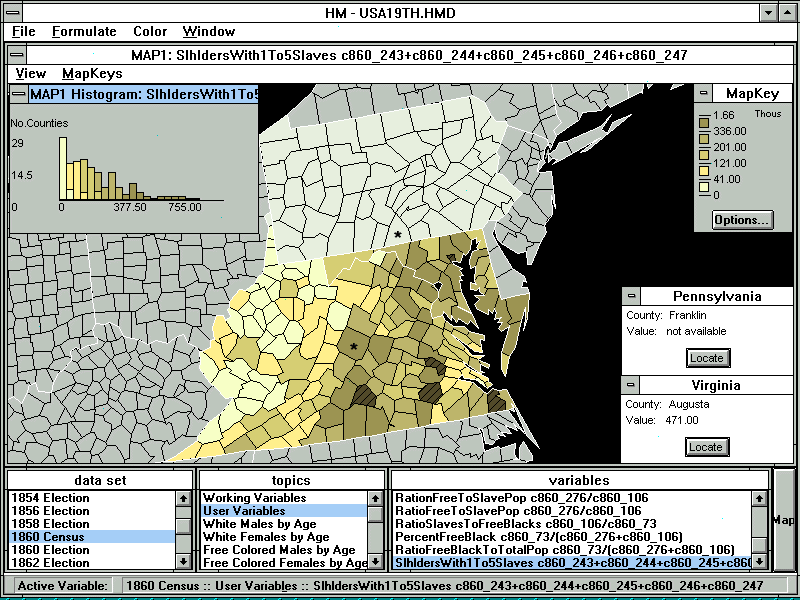 HM - USA19TH.HMD
File Formulate Color Window
MAP1: SlhldersWith1To5Slaves c860_243+c860_244+c860_245+c860_246+c860_247
View MapKeys
MAP1 Histogram: SlhldersWith1To5
No.Counties
29
14.5
0
0 377.50 755.00
MapKey
1.66 Thous
336.00
201.00
121.00
41.00
0
Options...
*
*
Pennsylvania
County: Franklin
Value: not available
Locate
Virginia
County: Augusta
Value: 471.00
Locate
data set
1854 Election
1856 Election
1858 Election
1860 Census
1860 Election
1862 Election
topics
Working Variables
User Variables
White Males by Age
White Females by Age
Free Colored Males by Age
Free Colored Females by Age
variables
RationFreeToSlavePop c860_276/c860_106
RatioFreeToSlavePop c860_276/c860_106
RatioSlavesToFreeBlacks c860_106/c860_73
PercentFreeBlack c860_73/(c860_276+c860_106)
RatioFreeBlackToTotalPop c860_73/(c860_276+c860_106)
SlhldersWith1To5Slaves c860_243+c860_244+c860_245+c860
Map
Active Variable: 1860 Census :: User Variables :: SlhldersWith1To5Slaves c860_243+c860_244+c860_245+c860_246+c860_247